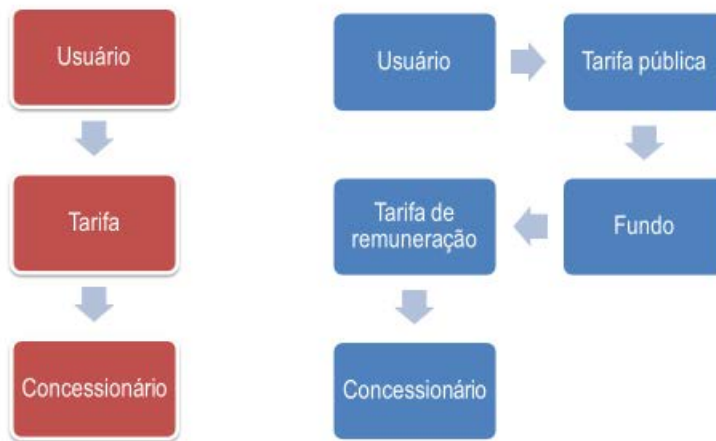 Usuário
Tarifa
Concessionário
Usuário
Tarifa pública
Fundo
Tarifa de
remuneração
Concessionário